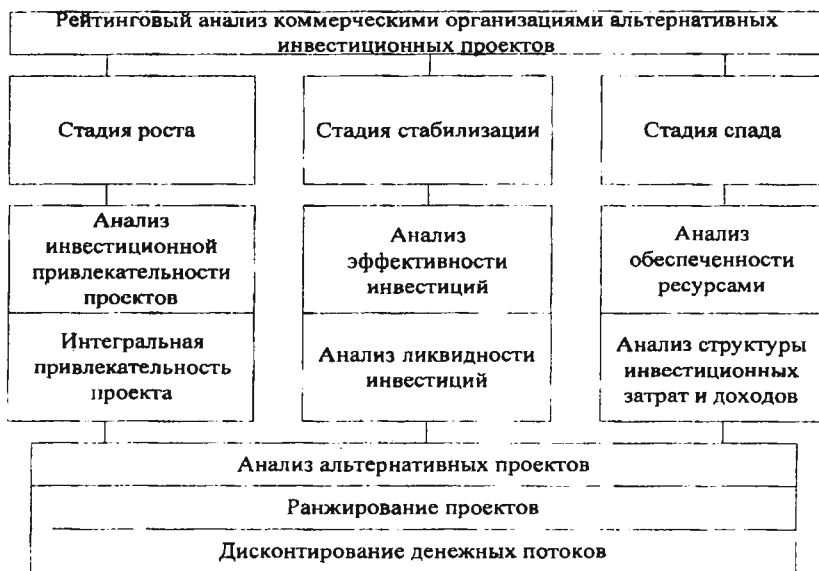 Рейтинговый анализ коммерческими организациями альтернативных
инвестиционных проектов
Стадия роста
Стадия стабилизации
Стадия спада
Анализ
инвестиционной
привлекательности
проектов
Анализ
эффективности
инвестиций
Анализ
обеспеченности
ресурсами
Интегральная
привлекательность
проекта
Анализ ликвидности
инвестиций
Анализ структуры
инвестиционных
затрат и доходов
Анализ альтернативных проектов
Ранжирование проектов
Дисконтирование денежных потоков